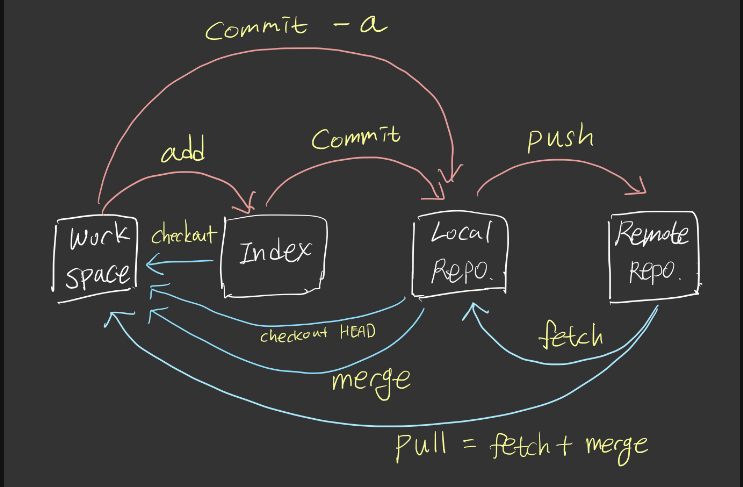 Commit -a
add
Commit
push
Work
space
checkout
Index
Local
Repo.
Remote
Repo.
checkout HEAD
fetch
merge
Pull = fetch + merge